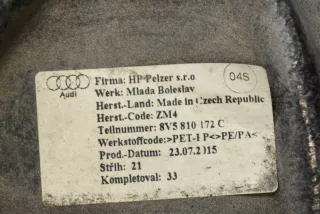 Audi
Firma: HP Pelzer s.r.o
04S
Werk: Mlada Boleslav
Herst.-Land: Made in Czech Republic
Herst.-Code: ZM4
Teilnummer: 8V5 810 172 C
Werkstoffcode:>PET-I P<>PE/PA<
Prod.-Datum: 23.07.2015
Střih: 21
Kompletoval: 33